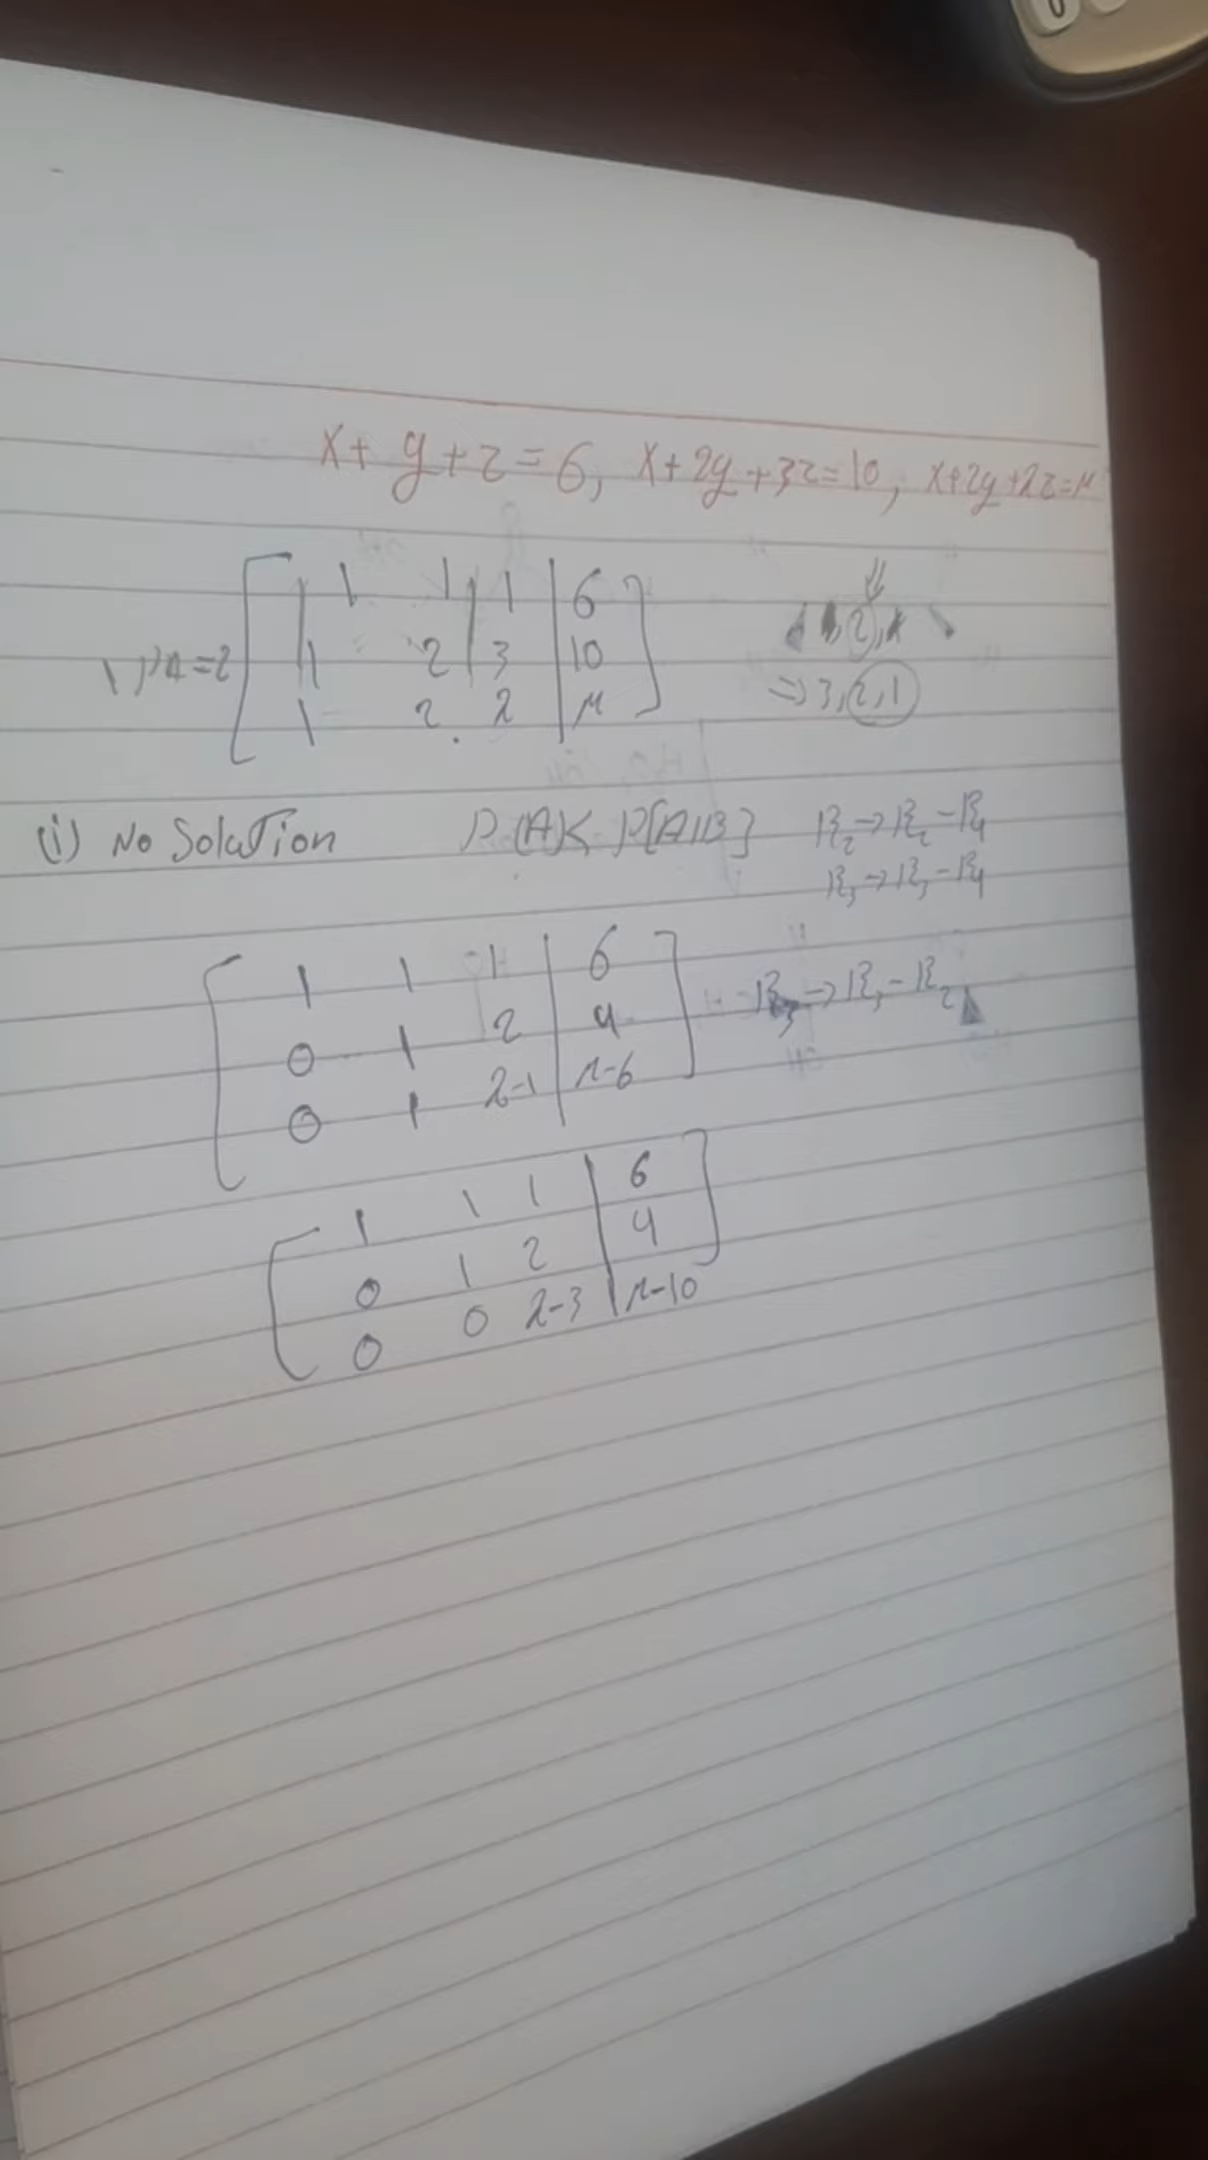 x + y + z = 6, x + 2y + 3z = 10, x + 2y + λz = μ
[ 1 1 1 | 6 ]
[ 1 2 3 | 10 ]
[ 1 2 λ | μ ]
=> 3, 2, 1
(i) No Solution ρ(A) < ρ[A|B] R₂ → R₂ - R₁
R₃ → R₃ - R₁
[ 1 1 1 | 6 ]
[ 0 1 2 | 4 ] R₃ → R₃ - R₂
[ 0 1 λ-1 | μ-6 ]
[ 1 1 1 | 6 ]
[ 0 1 2 | 4 ]
[ 0 0 λ-3 | μ-10 ]